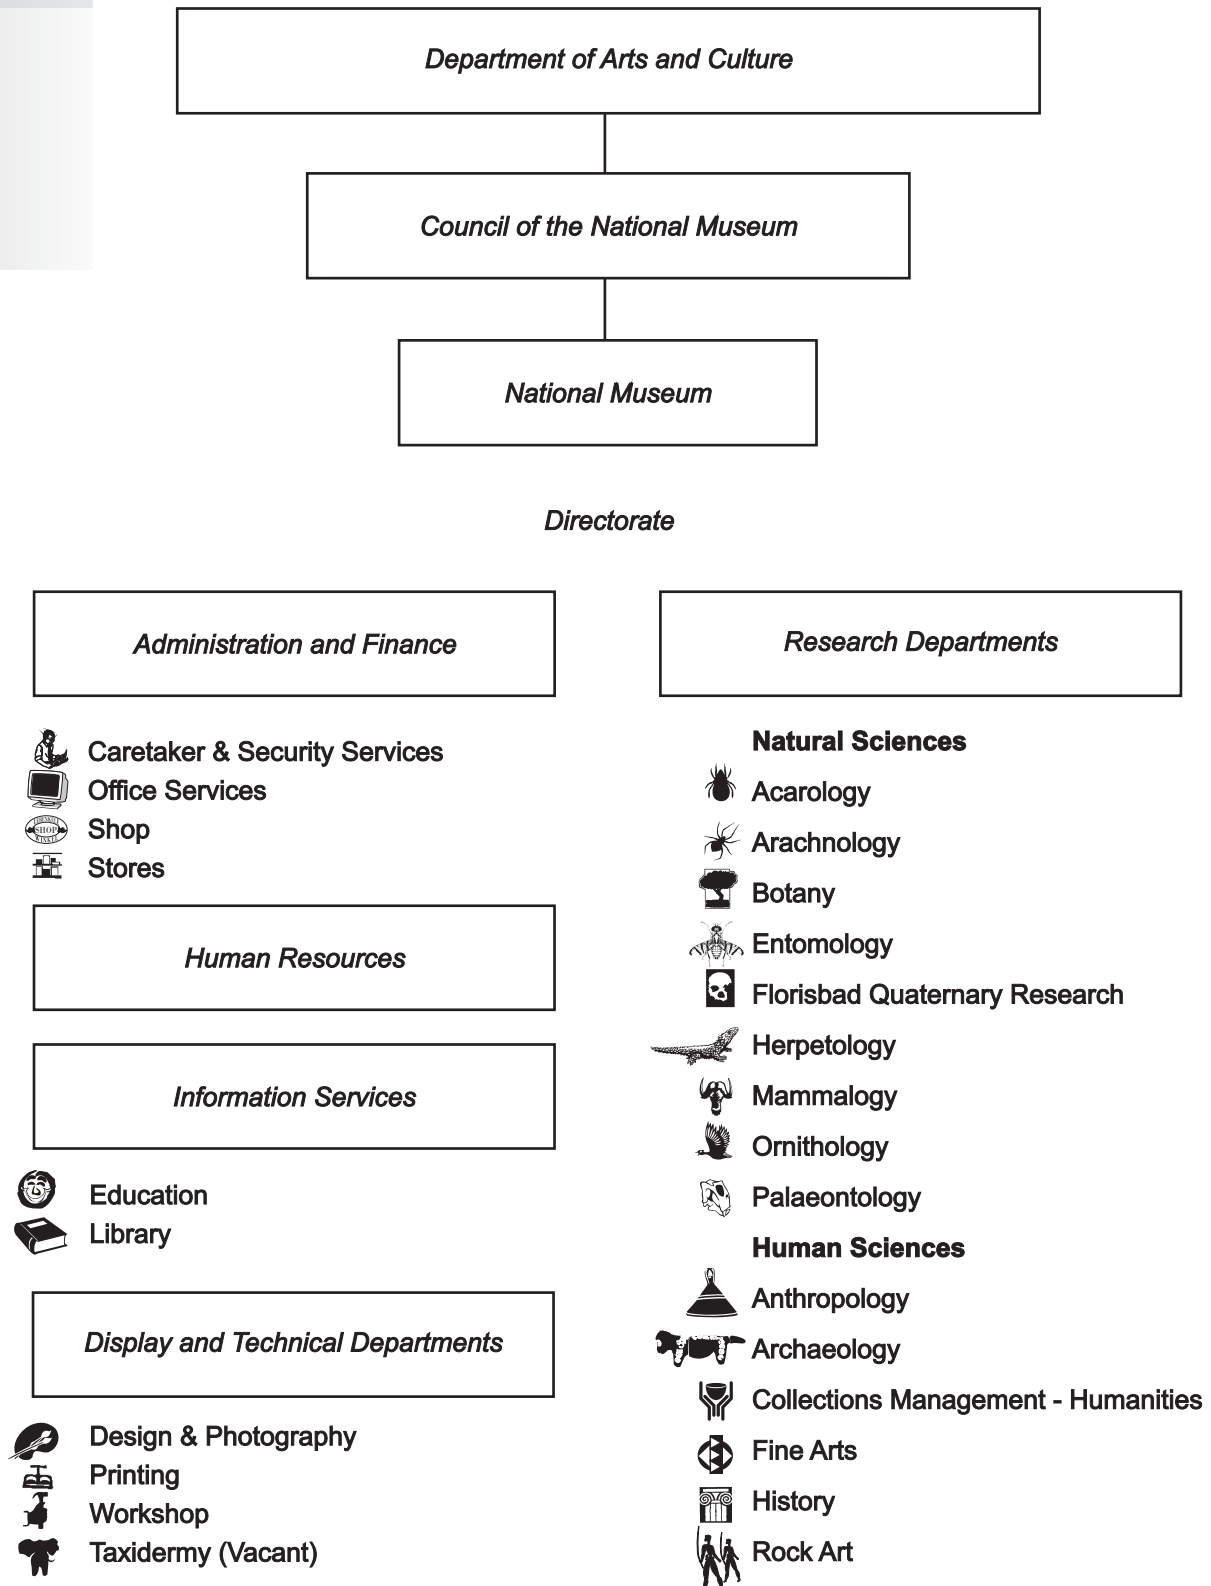 Department of Arts and Culture
Council of the National Museum
National Museum
Directorate
Administration and Finance
Caretaker & Security Services
Office Services
SHOP
Shop
Stores
Human Resources
Information Services
Education
Library
Display and Technical Departments
Design & Photography
Printing
Workshop
Taxidermy (Vacant)
Research Departments
Natural Sciences
Acarology
Arachnology
Botany
Entomology
Florisbad Quaternary Research
Herpetology
Mammalogy
Ornithology
Palaeontology
Human Sciences
Anthropology
Archaeology
Collections Management - Humanities
Fine Arts
History
Rock Art